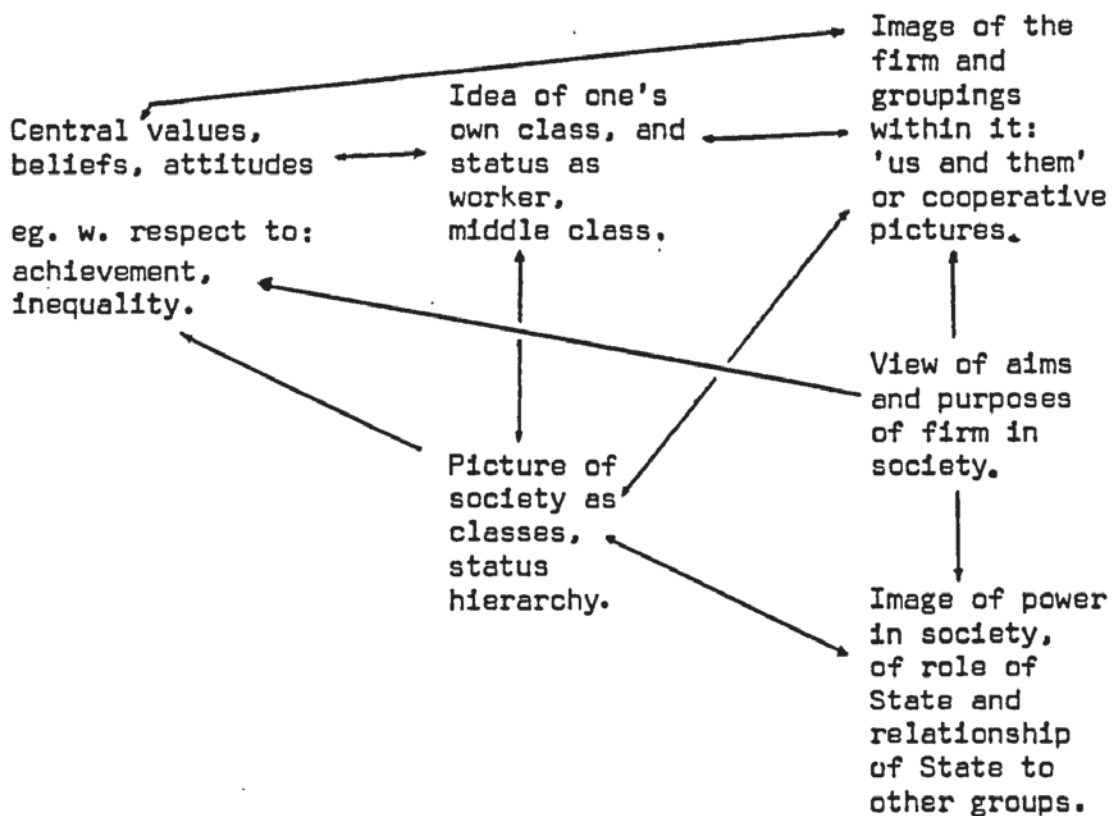 Central values,
beliefs, attitudes
eg. w. respect to:
achievement,
inequality.
Idea of one's
own class, and
status as
worker,
middle class.
Picture of
society as
classes,
status
hierarchy.
Image of the
firm and
groupings
within it:
'us and them'
or cooperative
pictures.
View of aims
and purposes
of firm in
society.
Image of power
in society,
of role of
State and
relationship
of State to
other groups.